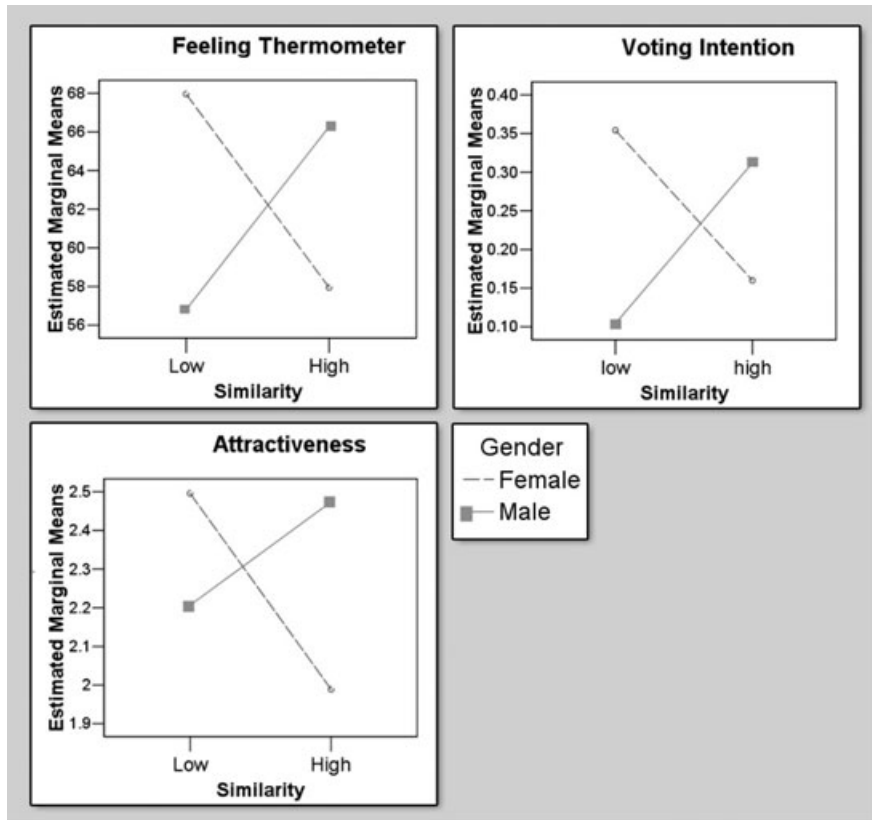 Feeling Thermometer
Estimated Marginal Means
68
66
64
62
60
58
56
Low High
Similarity
Voting Intention
Estimated Marginal Means
0.40
0.35
0.30
0.25
0.20
0.15
0.10
low high
Similarity
Attractiveness
Estimated Marginal Means
2.5
2.4
2.3
2.2
2.1
2
1.9
Low High
Similarity
Gender
Female
Male